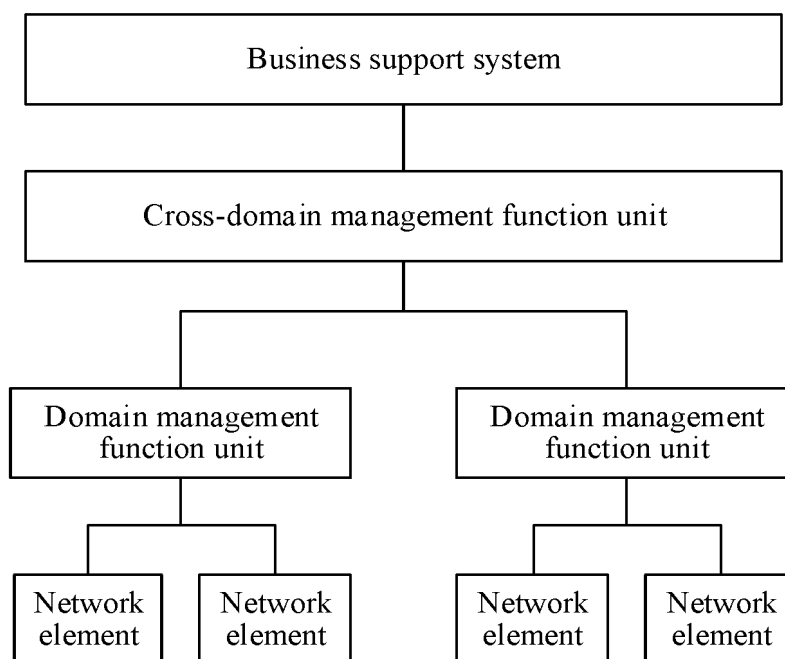 Business support system
Cross-domain management function unit
Domain management
function unit
Domain management
function unit
Network
element
Network
element
Network
element
Network
element